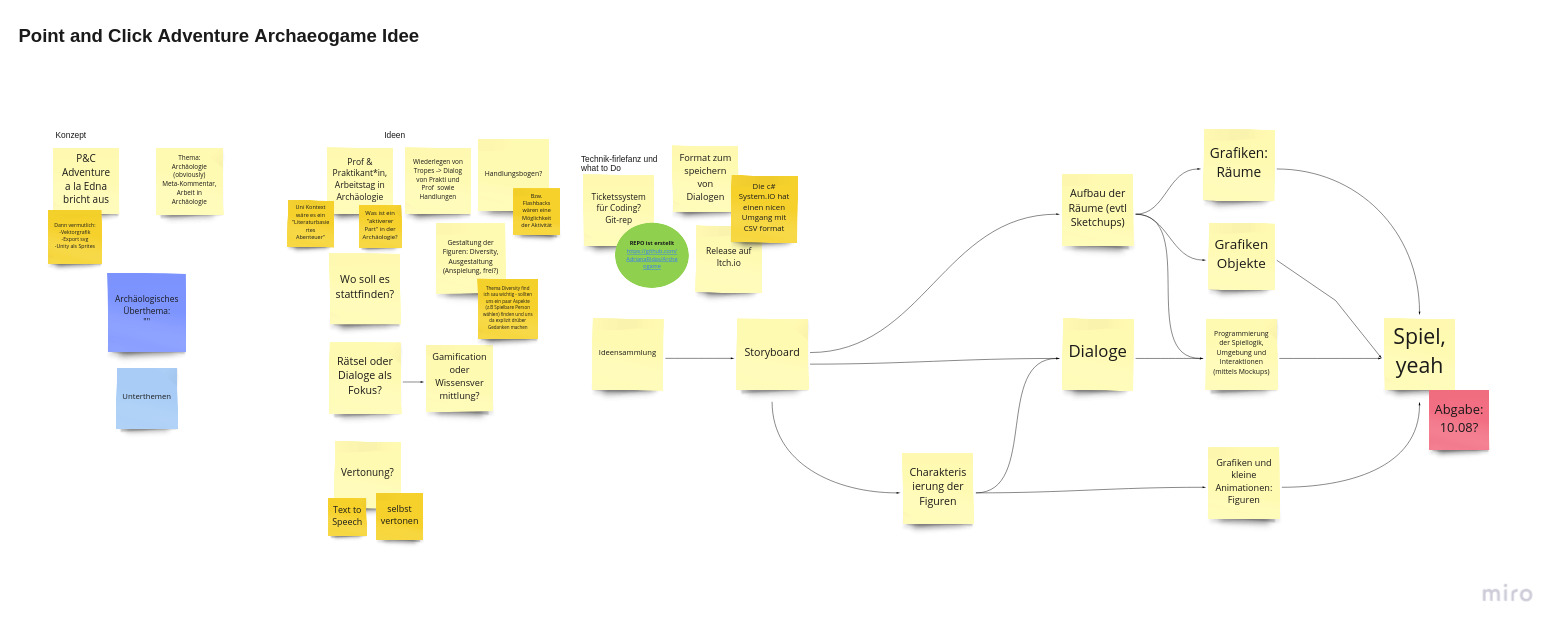 Point and Click Adventure Archaeogame Idee
Konzept
P&C
Adventure
a la Edna
bricht aus
Dann vermutlich:
-Vektorgrafik
-Export svg
-Unity als Sprites
Thema:
Archäologie
(obviously)
Meta-Kommentar,
Arbeit in
Archäologie
Archäologisches
Überthema:
""
Unterthemen
Ideen
Prof &
Praktikant*in,
Arbeitstag in
Archäologie
Uni Kontext
wäre es ein
"Literaturbasie
rtes
Abenteuer"
Was ist ein
"aktiverer
Part" in der
Archäologie?
Wiederlegen von
Tropes -> Dialog
von Prakti und
Prof sowie
Handlungen
Handlungsbogen?
Bzw.
Flashbacks
wären eine
Möglichkeit
der Aktivität
Gestaltung der
Figuren: Diversity,
Ausgestaltung
(Anspielung, frei?)
Thema Diversity find
ich sau wichtig - sollten
uns ein paar Aspekte
(z.B Spielbare Person
wählen) finden und uns
da explizit drüber
Gedanken machen
Wo soll es
stattfinden?
Rätsel oder
Dialoge als
Fokus?
Gamification
oder
Wissensver
mittlung?
Vertonung?
Text to
Speech
selbst
vertonen
Technik-firlefanz und
what to Do
Ticketssystem
für Coding?
Git-rep
REPO ist erstellt
Format zum
speichern
von
Dialogen
Die c#
System.IO hat
einen nicen
Umgang mit
CSV format
Release auf
Itch.io
Ideensammlung
Storyboard
Charakteris
ierung der
Figuren
Aufbau der
Räume (evtl
Sketchups)
Dialoge
Grafiken:
Räume
Grafiken
Objekte
Programmierung
der Spiellogik,
Umgebung und
Interaktionen
(mittels Mockups)
Grafiken und
kleine
Animationen:
Figuren
Spiel,
yeah
Abgabe:
10.08?
miro